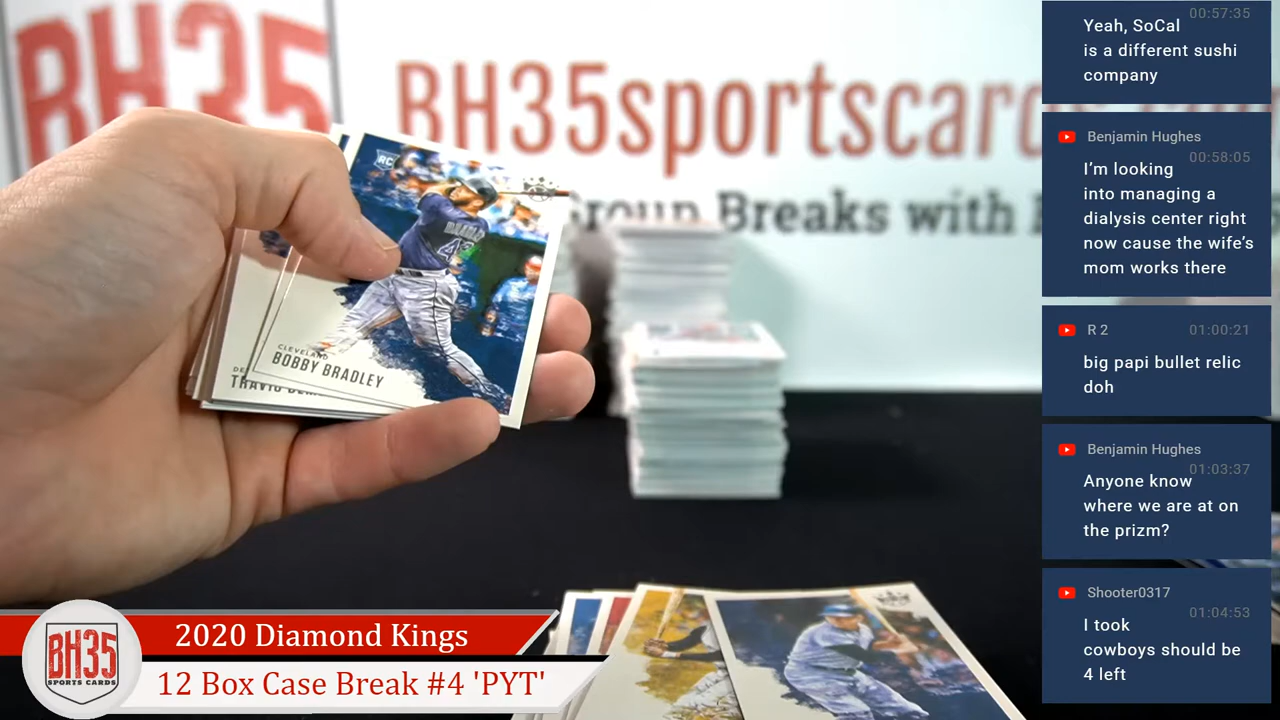 BH35
BH35sportscards
Group Breaks with
RC
CLEVELAND
BOBBY BRADLEY
DE
TRAVIS DEM
BH35
SPORTS CARDS
2020 Diamond Kings
12 Box Case Break #4 'PYT'
00:57:35
Yeah, SoCal
is a different sushi
company
Benjamin Hughes
00:58:05
I'm looking
into managing a
dialysis center right
now cause the wife's
mom works there
R 2 01:00:21
big papi bullet relic
doh
Benjamin Hughes
01:03:37
Anyone know
where we are at on
the prizm?
Shooter0317
01:04:53
I took
cowboys should be
4 left